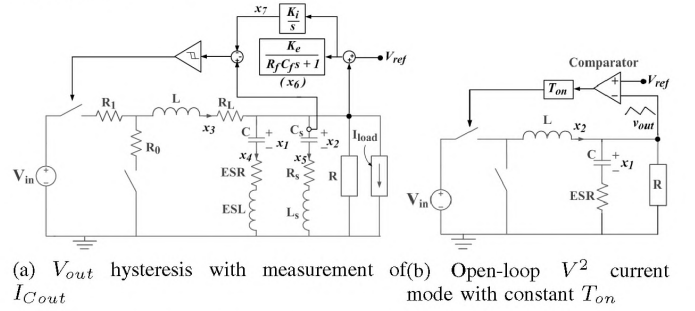 x7
Ki
s
Ke
RfCfs + 1
(x6)
Vref
R1
L
RL
x3
R0
C
+
−
x1
x4
ESR
ESL
Cs
+
−
x2
x5
Rs
Ls
R
Iload
Vin
+
−
(a) Vout hysteresis with measurement of
ICout
Comparator
Ton
+
−
Vref
vout
L
x2
C
+
−
x1
ESR
R
Vin
+
−
(b) Open-loop V² current
mode with constant Ton